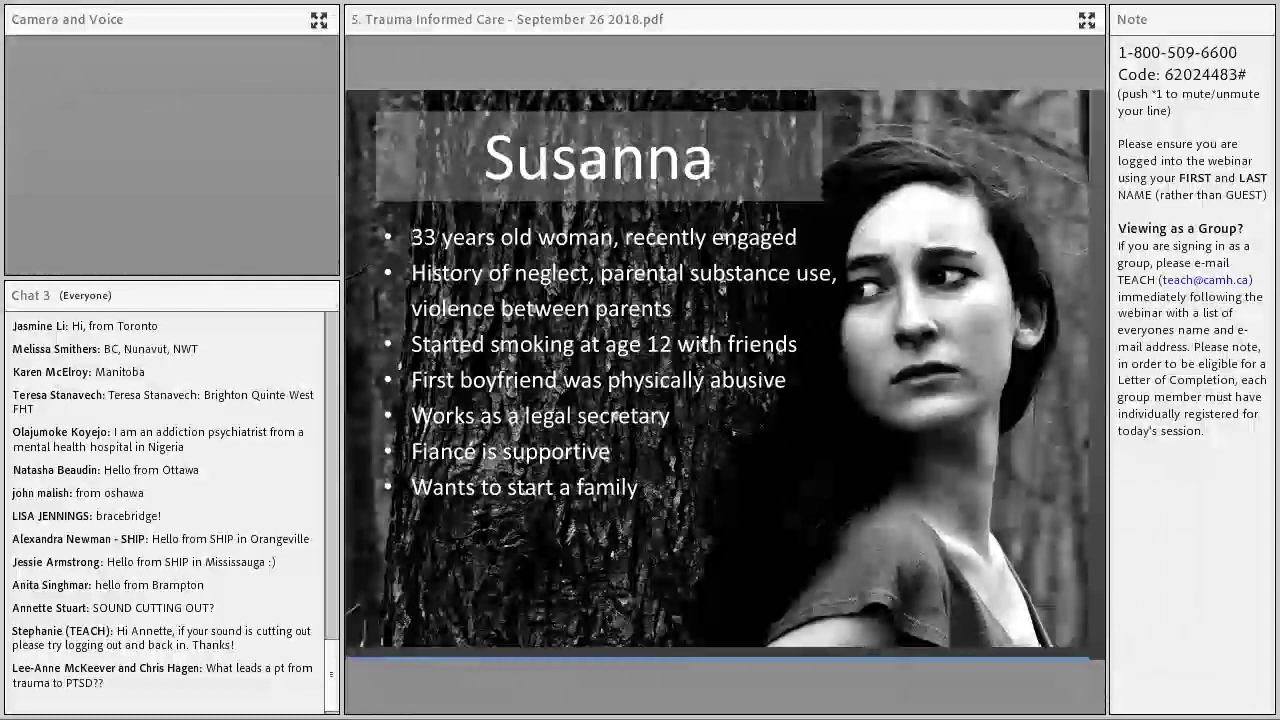 Camera and Voice
5. Trauma Informed Care - September 26 2018.pdf
Note
Susanna
• 33 years old woman, recently engaged
• History of neglect, parental substance use,
violence between parents
• Started smoking at age 12 with friends
• First boyfriend was physically abusive
• Works as a legal secretary
• Fiancé is supportive
• Wants to start a family
Chat 3 (Everyone)
Jasmine Li: Hi, from Toronto
Melissa Smithers: BC, Nunavut, NWT
Karen McElroy: Manitoba
Teresa Stanavech: Teresa Stanavech: Brighton Quinte West
FHT
Olajumoke Koyejo: I am an addiction psychiatrist from a
mental health hospital in Nigeria
Natasha Beaudin: Hello from Ottawa
john malish: from oshawa
LISA JENNINGS: bracebridge!
Alexandra Newman - SHIP: Hello from SHIP in Orangeville
Jessie Armstrong: Hello from SHIP in Mississauga :)
Anita Singhmar: hello from Brampton
Annette Stuart: SOUND CUTTING OUT?
Stephanie (TEACH): Hi Annette, if your sound is cutting out
please try logging out and back in. Thanks!
Lee-Anne McKeever and Chris Hagen: What leads a pt from
trauma to PTSD??
1-800-509-6600
Code: 62024483#
(push *1 to mute/unmute
your line)
Please ensure you are
logged into the webinar
using your FIRST and LAST
NAME (rather than GUEST)
Viewing as a Group?
If you are signing in as a
group, please e-mail
TEACH (teach@camh.ca)
immediately following the
webinar with a list of
everyones name and e-
mail address. Please note,
in order to be eligible for a
Letter of Completion, each
group member must have
individually registered for
today's session.